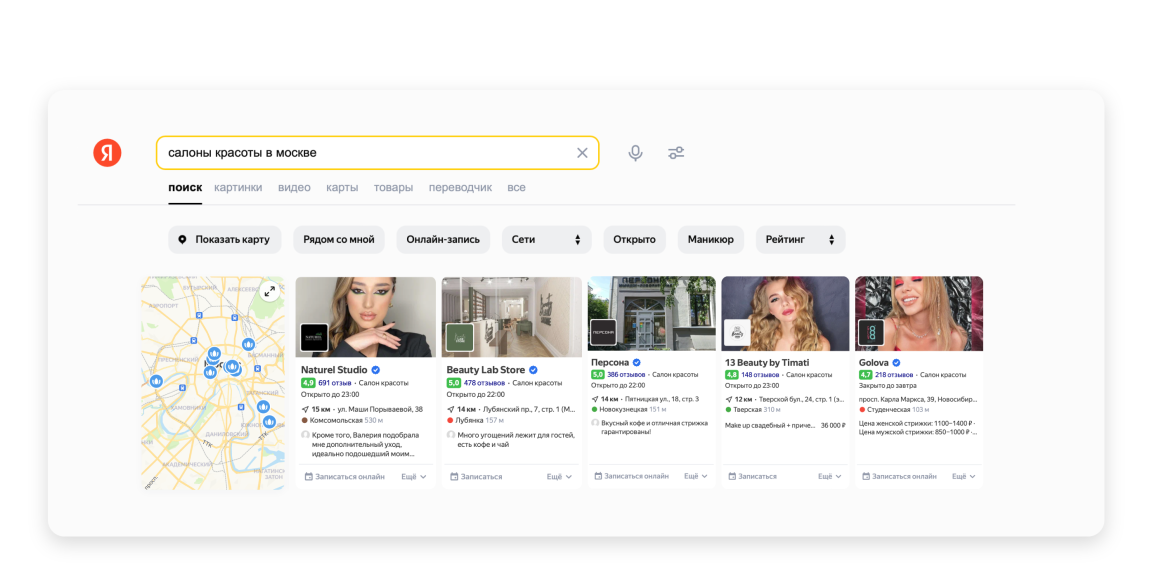 Я
салоны красоты в москве
поиск картинки видео карты товары переводчик все
Показать карту Рядом со мной Онлайн-запись Сети Открыто Маникюр Рейтинг
БУТЫРСКИЙ
АЭРОПОРТ
ПРЕСНЕНСКИЙ
БАСМАННЫЙ
ХАМОВНИКИ
ДАНИЛОВСКИЙ
АКАДЕМИЧЕСКИЙ
ТТК
ТТК
просп.
ЗАТОН
Naturel Studio
4,9 691 отзыв · Салон красоты
Открыто до 23:00
15 км · ул. Маши Порываевой, 38
Комсомольская 530 м
Кроме того, Валерия подобрала
мне дополнительный уход,
идеально подошедший моим...
Записаться онлайн Ещё
Beauty Lab Store
5,0 478 отзывов · Салон красоты
Открыто до 22:00
14 км · Лубянский пр., 7, стр. 1 (М...
Лубянка 157 м
Много угощений лежит для гостей,
есть кофе и чай
Записаться Ещё
ПЕРСОНА
Персона
5,0 386 отзывов · Салон красоты
Открыто до 22:00
14 км · Пятницкая ул., 18, стр. 3
Новокузнецкая 151 м
Вкусный кофе и отличная стрижка
гарантированы!
Записаться онлайн Ещё
13 Beauty by Timati
4,8 148 отзывов · Салон красоты
Открыто до 23:00
12 км · Тверской бул., 24, стр. 1 (э...
Тверская 310 м
Make up свадебный + приче... 36 000 ₽
Записаться Ещё
Golova
4,7 218 отзывов · Салон красоты
Закрыто до завтра
просп. Карла Маркса, 39, Новосибир...
Студенческая 103 м
Цена женской стрижки: 1100–1400 ₽ ·
Цена мужской стрижки: 850–1000 ₽ ·...
Записаться онлайн Ещё